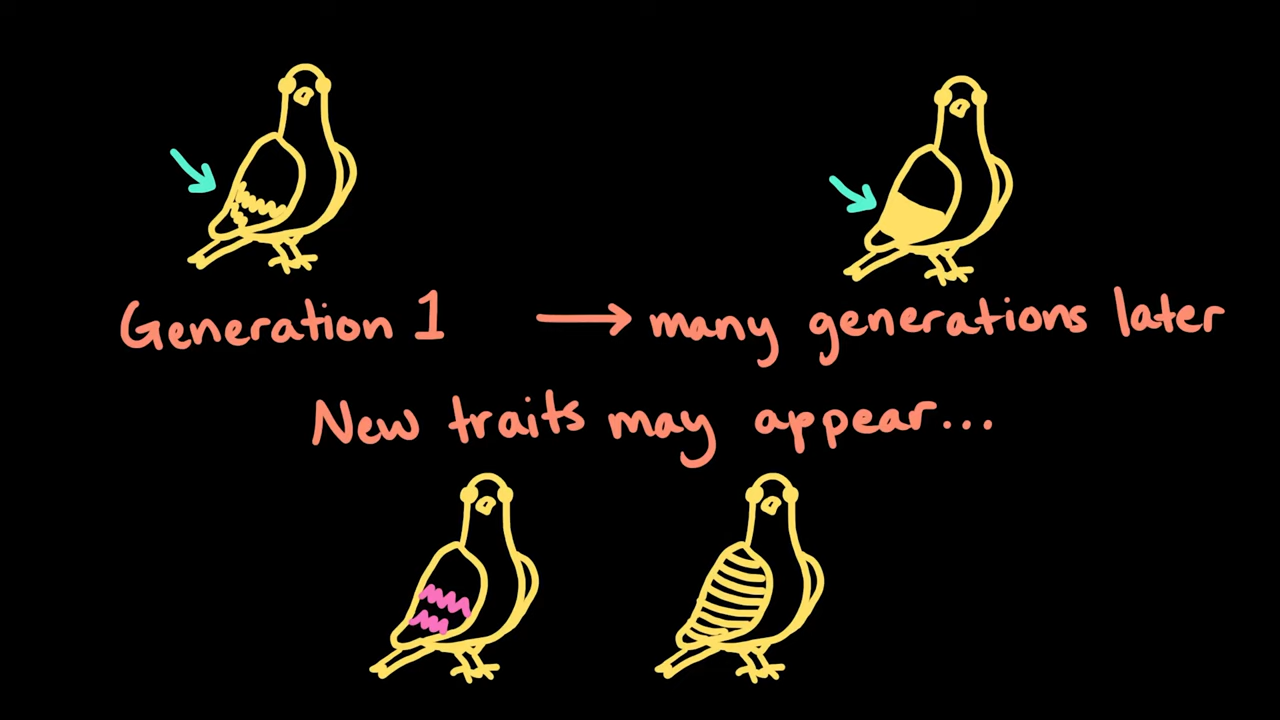 Generation 1 → many generations later
New traits may appear...